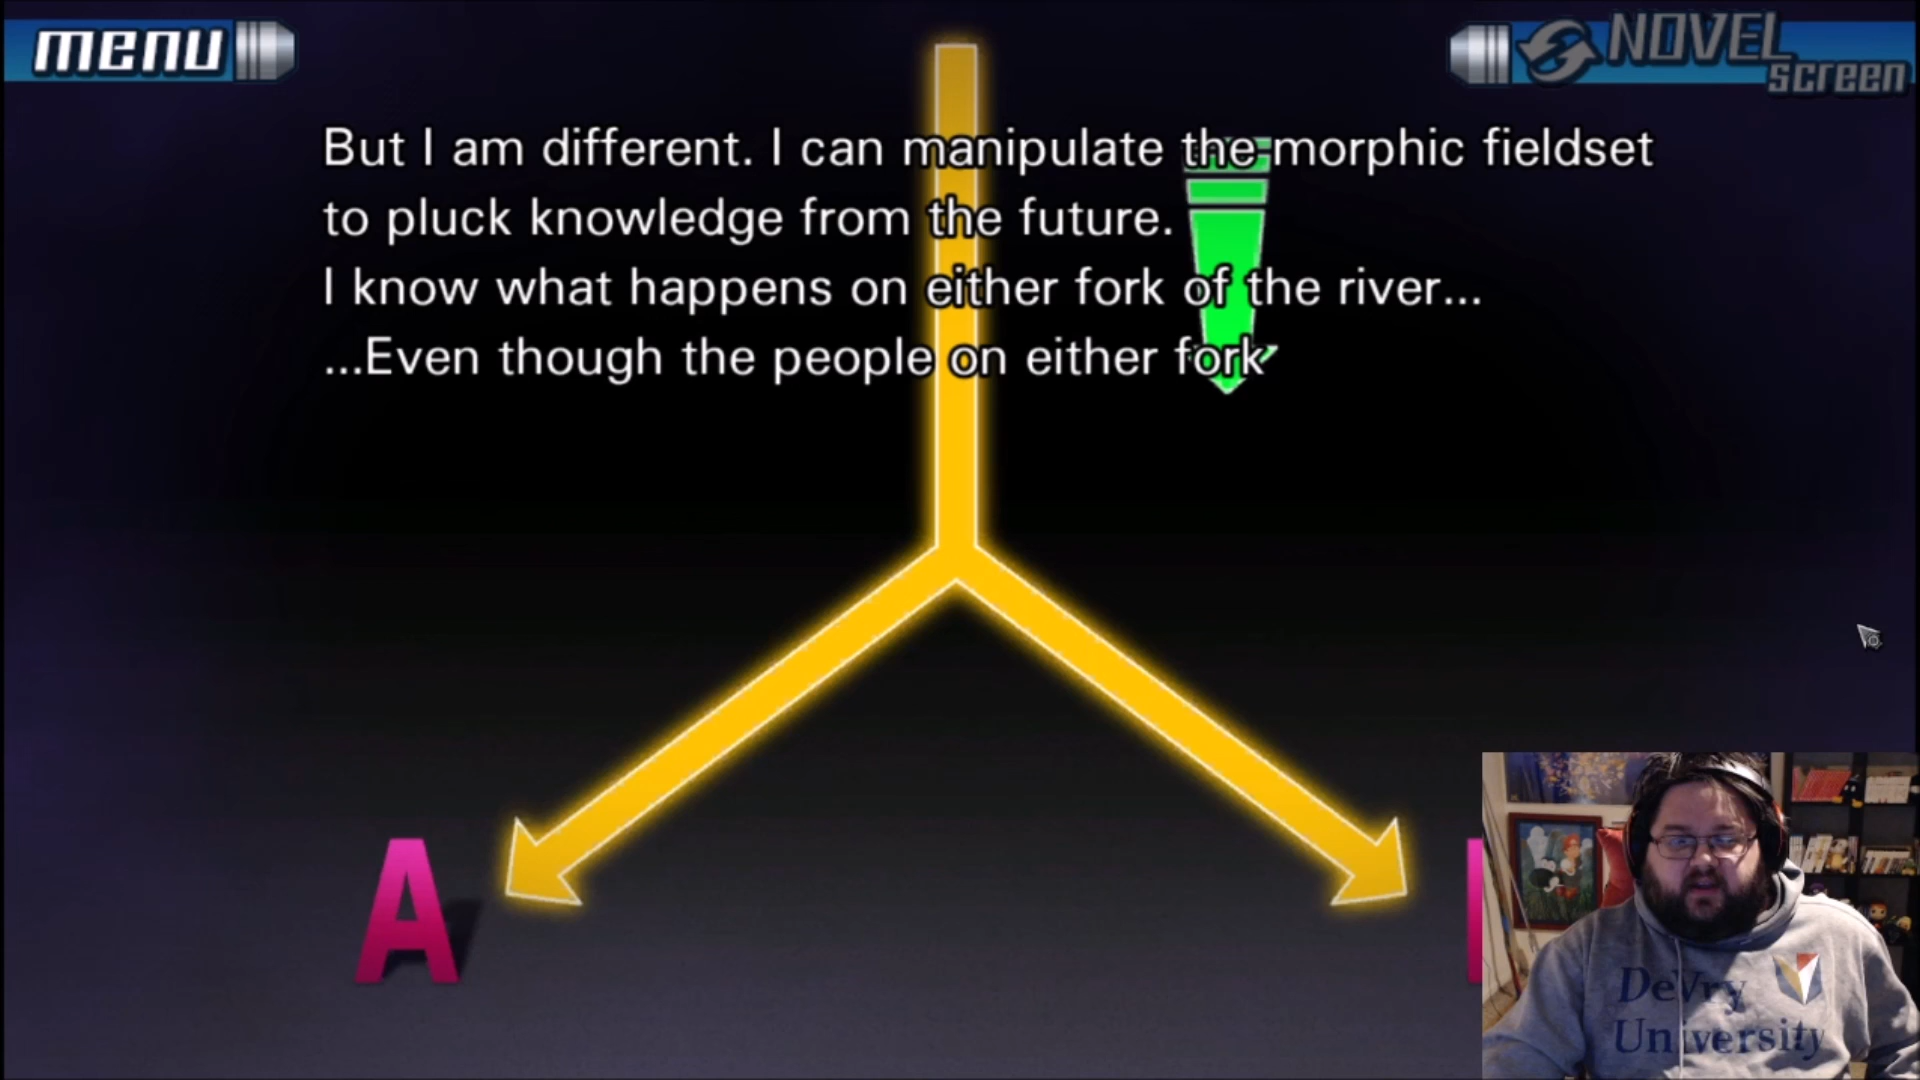 menu
NOVEL
screen
But I am different. I can manipulate the morphic fieldset
to pluck knowledge from the future.
I know what happens on either fork of the river...
...Even though the people on either fork
A
DeVry
University